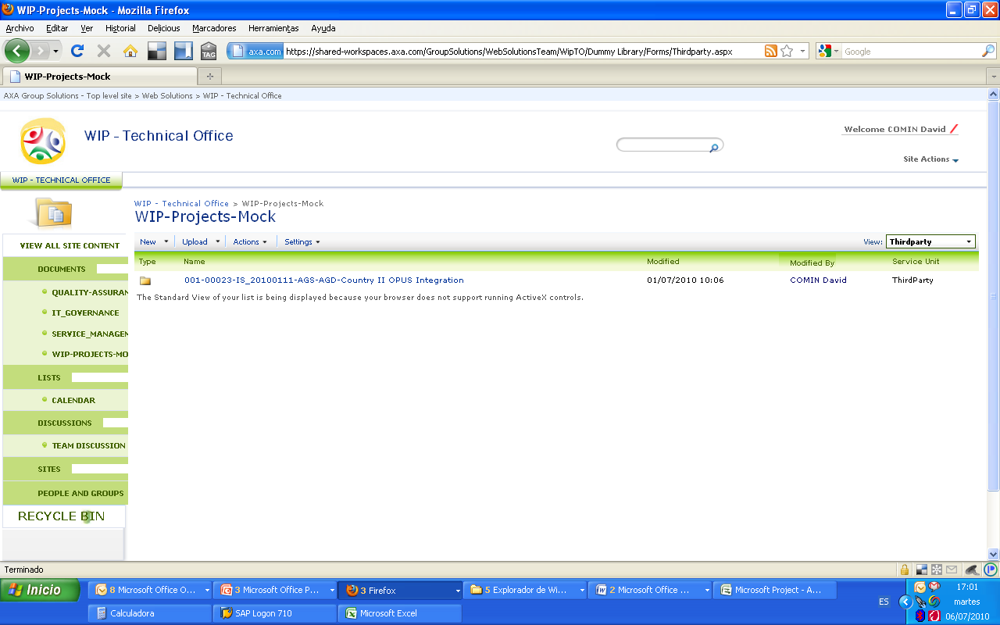 WIP-Projects-Mock - Mozilla Firefox
Archivo Editar Ver Historial Delicious Marcadores Herramientas Ayuda
TAG axa.com https://shared-workspaces.axa.com/GroupSolutions/WebSolutionsTeam/WipTO/Dummy Library/Forms/Thirdparty.aspx Google
WIP-Projects-Mock
AXA Group Solutions - Top level site > Web Solutions > WIP - Technical Office
WIP - Technical Office
Welcome COMIN David
Site Actions
WIP - TECHNICAL OFFICE
WIP - Technical Office > WIP-Projects-Mock
WIP-Projects-Mock
New Upload Actions Settings View: Thirdparty
Type Name Modified Modified By Service Unit
001-00023-IS_20100111-AGS-AGD-Country II OPUS Integration 01/07/2010 10:06 COMIN David ThirdParty
The Standard View of your list is being displayed because your browser does not support running ActiveX controls.
VIEW ALL SITE CONTENT
DOCUMENTS
QUALITY-ASSURAN
IT_GOVERNANCE
SERVICE_MANAGEM
WIP-PROJECTS-MO
LISTS
CALENDAR
DISCUSSIONS
TEAM DISCUSSION
SITES
PEOPLE AND GROUPS
RECYCLE BIN
Terminado
Inicio 8 Microsoft Office O... 3 Microsoft Office P... 3 Firefox 5 Explorador de Wi... 2 Microsoft Office ... Microsoft Project - A...
Calculadora SAP Logon 710 Microsoft Excel
ES
17:01
martes
06/07/2010